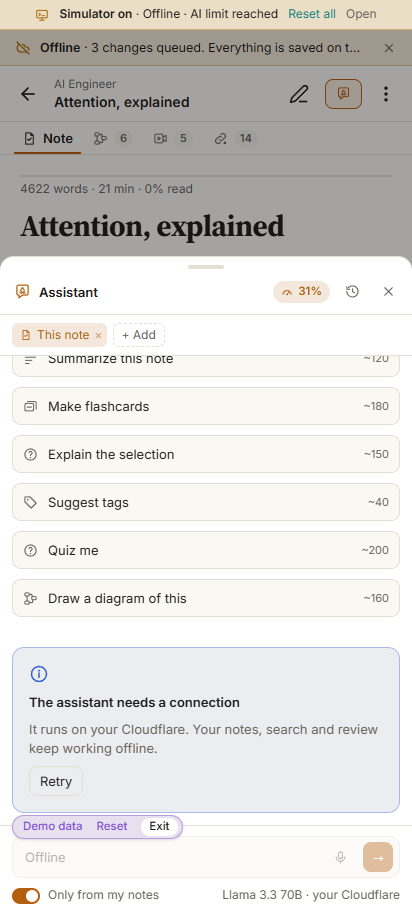 Simulator on · Offline · AI limit reached Reset all Open
Offline · 3 changes queued. Everything is saved on t…
AI Engineer
Attention, explained
Note 6 5 14
4622 words · 21 min · 0% read
Attention, explained
Assistant 31%
This note × + Add
Summarize this note ~120
Make flashcards ~180
Explain the selection ~150
Suggest tags ~40
Quiz me ~200
Draw a diagram of this ~160
The assistant needs a connection
It runs on your Cloudflare. Your notes, search and review
keep working offline.
Retry
Demo data Reset Exit
Offline →
Only from my notes Llama 3.3 70B · your Cloudflare